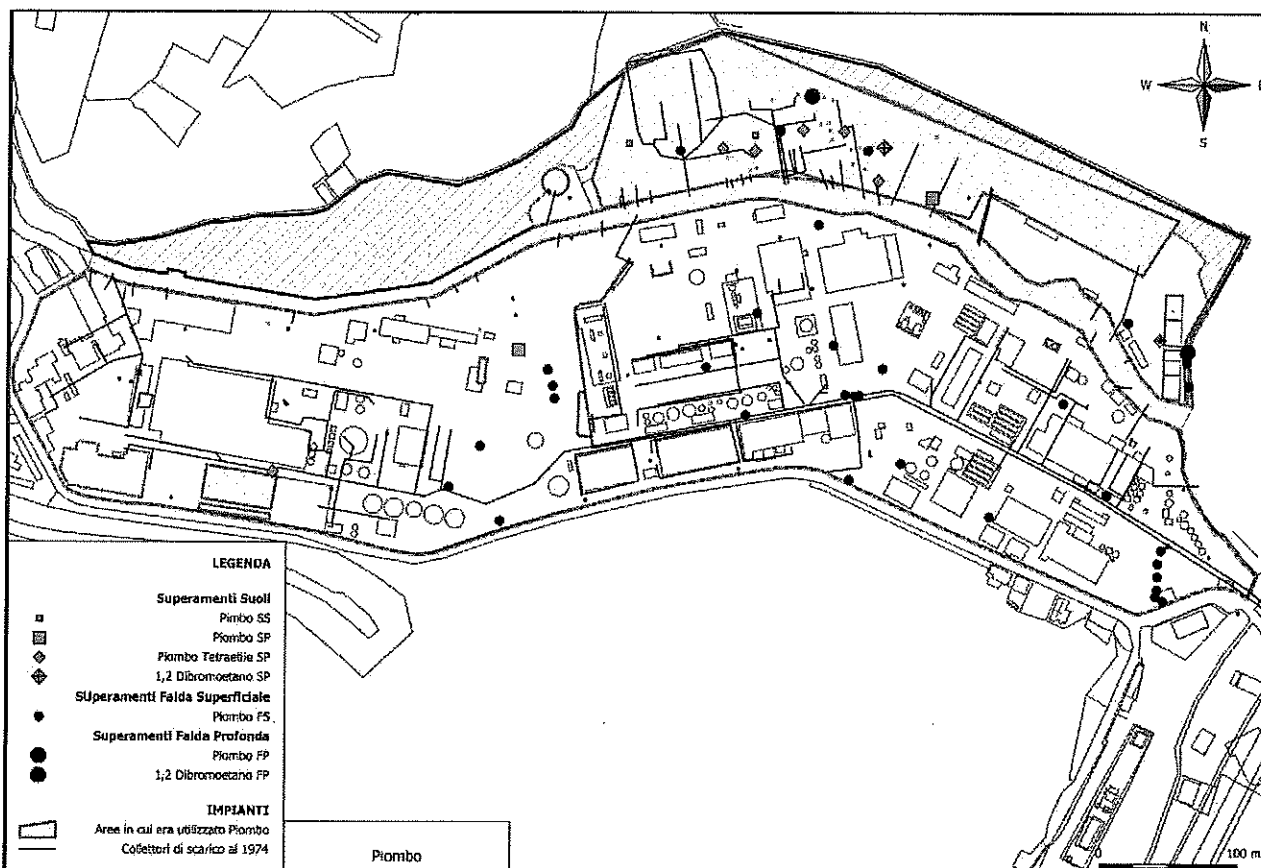 N
W
E
S
LEGENDA
Superamenti Suoli
Pimbo SS
Piombo SP
Piombo Tetraetile SP
1,2 Dibromoetano SP
SUperamenti Falda Superficiale
Piombo FS
Superamenti Falda Profonda
Piombo FP
1,2 Dibromoetano FP
IMPIANTI
Aree in cui era utilizzato Piombo
Collettori di scarico al 1974
Piombo
0
100 m